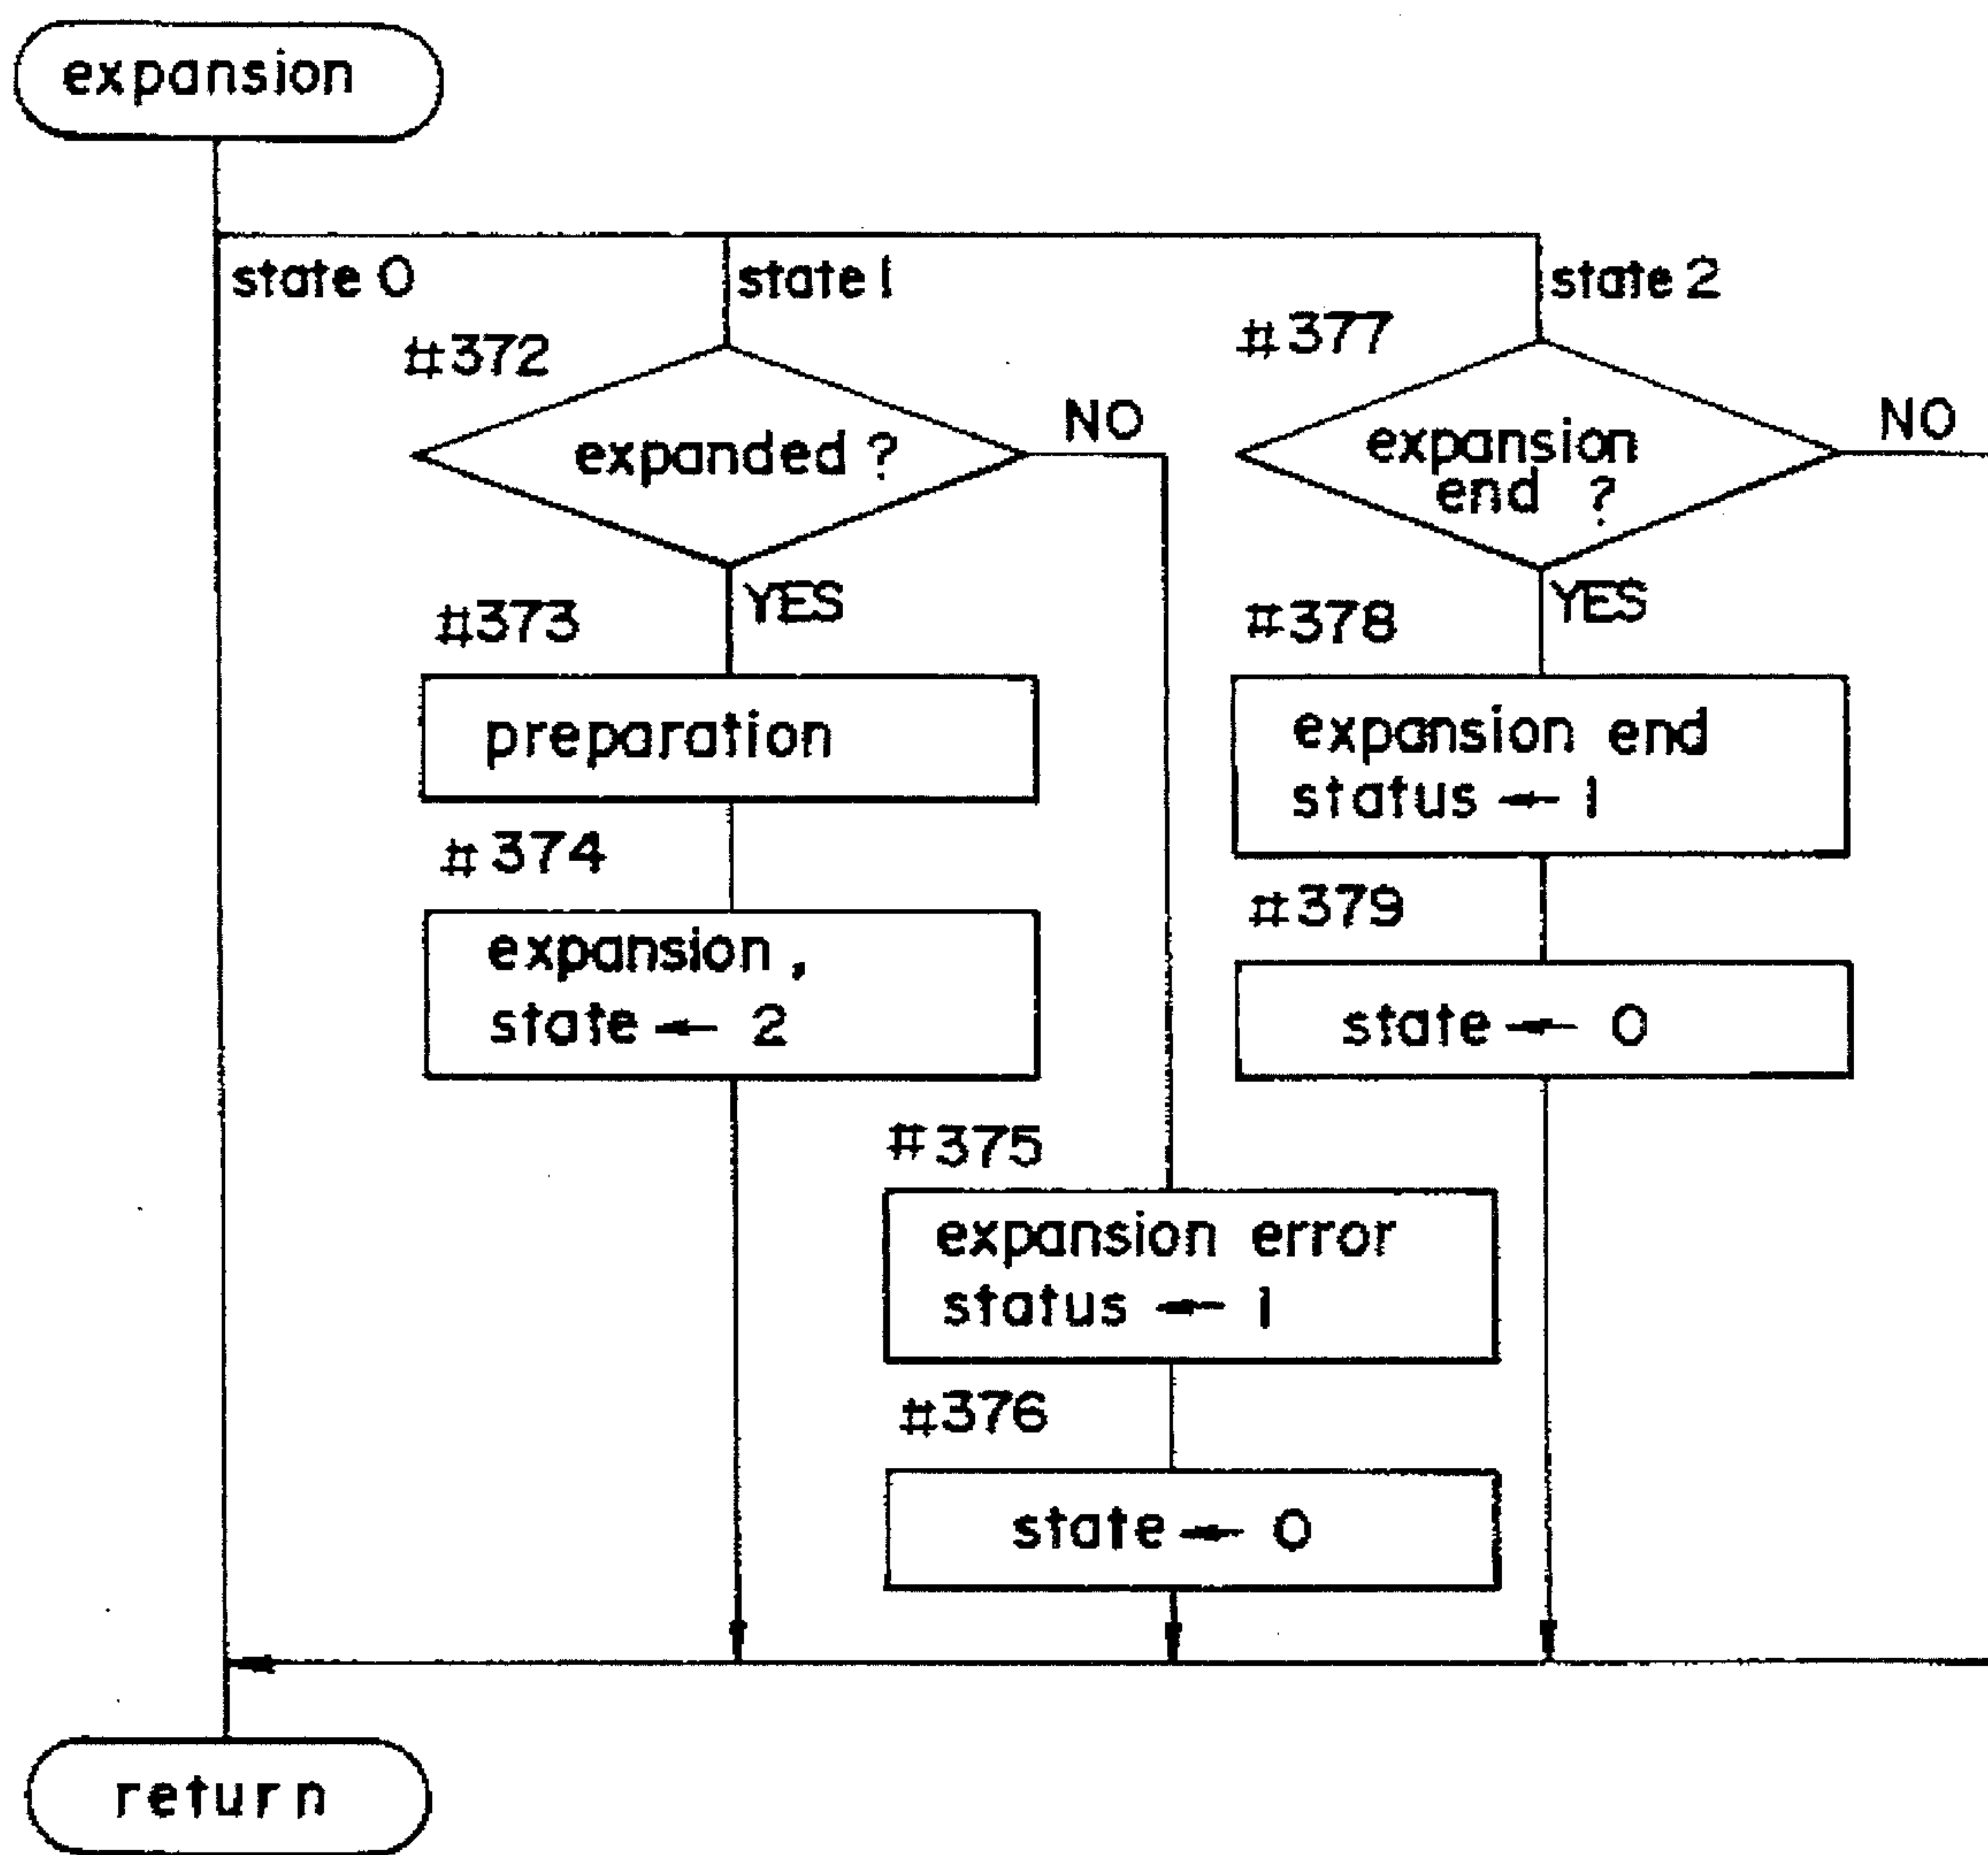 expansion
state 0
state 1
state 2
#372
expanded ?
NO
YES
#373
preparation
#374
expansion,
state ← 2
#375
expansion error
status ← 1
#376
state ← 0
#377
expansion
end ?
NO
YES
#378
expansion end
status ← 1
#379
state ← 0
return